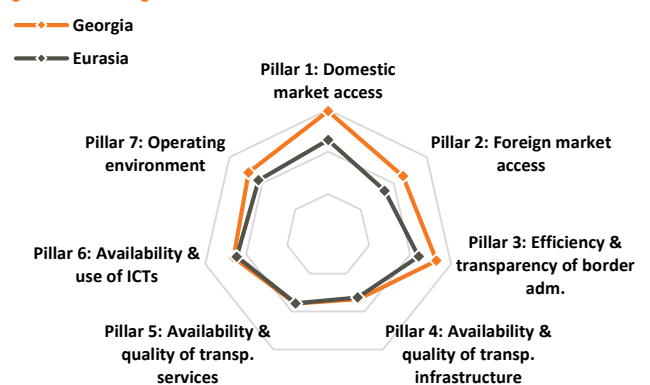 Georgia
Eurasia
Pillar 1: Domestic
market access
Pillar 2: Foreign market
access
Pillar 3: Efficiency &
transparency of border
adm.
Pillar 4: Availability &
quality of transp.
infrastructure
Pillar 5: Availability &
quality of transp.
services
Pillar 6: Availability &
use of ICTs
Pillar 7: Operating
environment